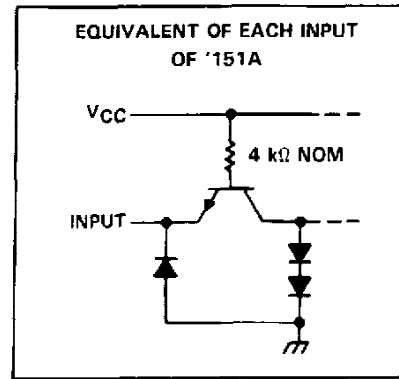 EQUIVALENT OF EACH INPUT
OF '151A
VCC
4 kΩ NOM
INPUT